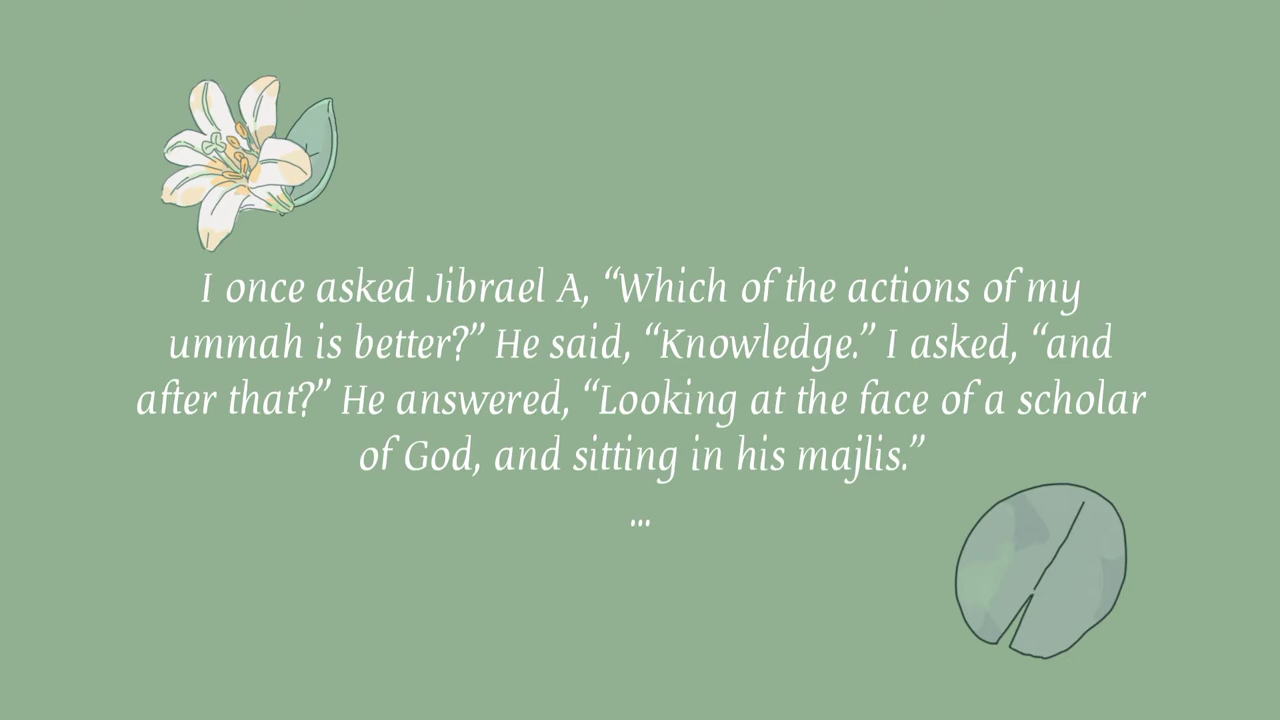 I once asked Jibrael A, “Which of the actions of my
ummah is better?” He said, “Knowledge.” I asked, “and
after that?” He answered, “Looking at the face of a scholar
of God, and sitting in his majlis.”
...